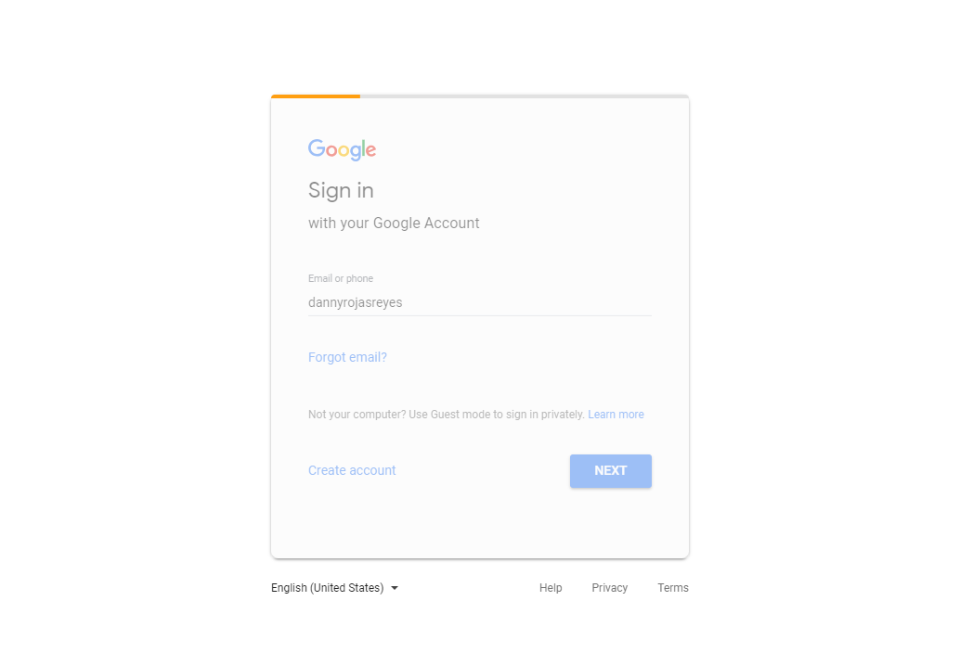 Google
Sign in
with your Google Account
Email or phone
dannyrojasreyes
Forgot email?
Not your computer? Use Guest mode to sign in privately. Learn more
Create account NEXT
English (United States) Help Privacy Terms